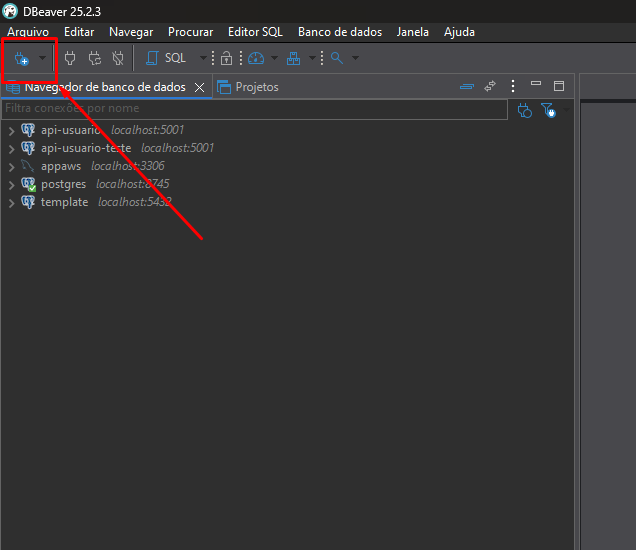 DBeaver 25.2.3
Arquivo Editar Navegar Procurar Editor SQL Banco de dados Janela Ajuda
SQL
Navegador de banco de dados Projetos
Filtra conexões por nome
api-usuario localhost:5001
api-usuario-teste localhost:5001
appaws localhost:3306
postgres localhost:8745
template localhost:5432